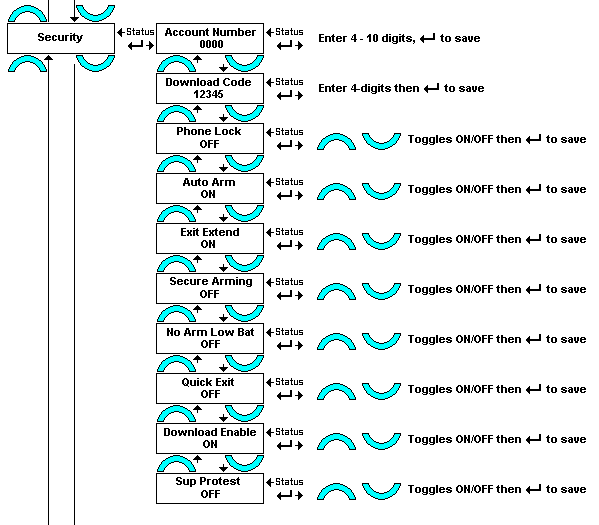 Security
Status
Account Number
0000
Status
Enter 4 - 10 digits, ↵ to save
Download Code
12345
Status
Enter 4-digits then ↵ to save
Phone Lock
OFF
Status
Toggles ON/OFF then ↵ to save
Auto Arm
ON
Status
Toggles ON/OFF then ↵ to save
Exit Extend
ON
Status
Toggles ON/OFF then ↵ to save
Secure Arming
OFF
Status
Toggles ON/OFF then ↵ to save
No Arm Low Bat
OFF
Status
Toggles ON/OFF then ↵ to save
Quick Exit
OFF
Status
Toggles ON/OFF then ↵ to save
Download Enable
ON
Status
Toggles ON/OFF then ↵ to save
Sup Protest
OFF
Status
Toggles ON/OFF then ↵ to save